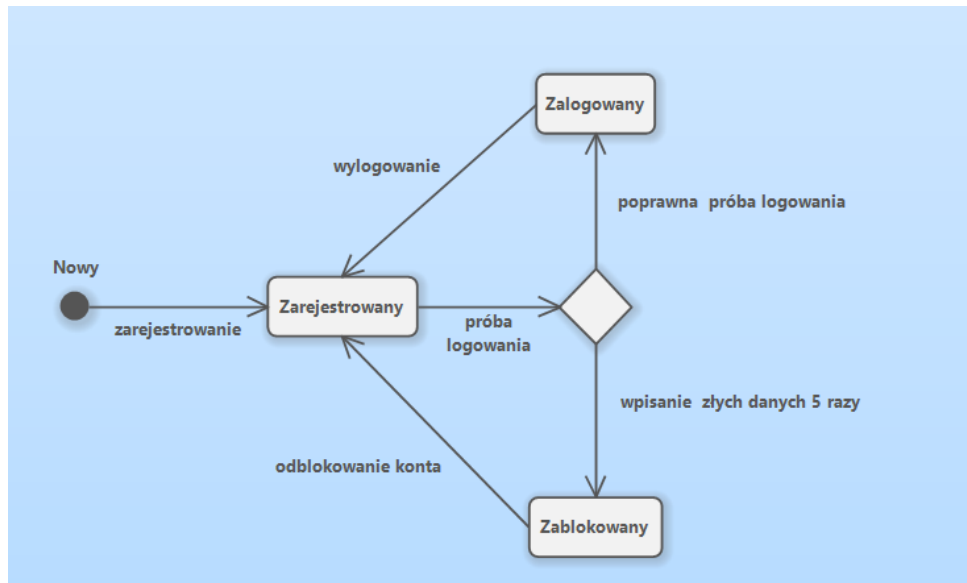 Zalogowany
wylogowanie
poprawna próba logowania
Nowy
Zarejestrowany
zarejestrowanie
próba
logowania
wpisanie złych danych 5 razy
odblokowanie konta
Zablokowany